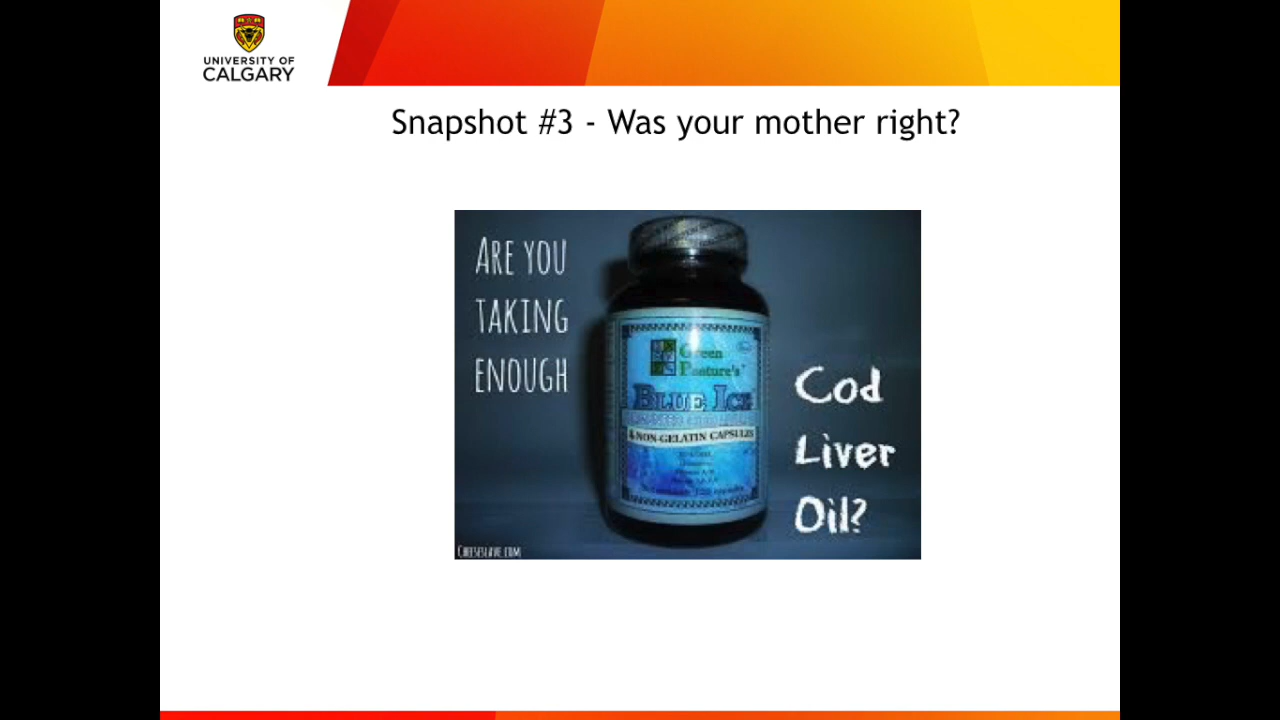 UNIVERSITY OF
CALGARY
Snapshot #3 - Was your mother right?
ARE YOU
TAKING
ENOUGH
Green
Pasture's
BLUE ICE
NON-GELATIN CAPSULES
Cod
Liver
Oil?
CHEESESLAVE.COM